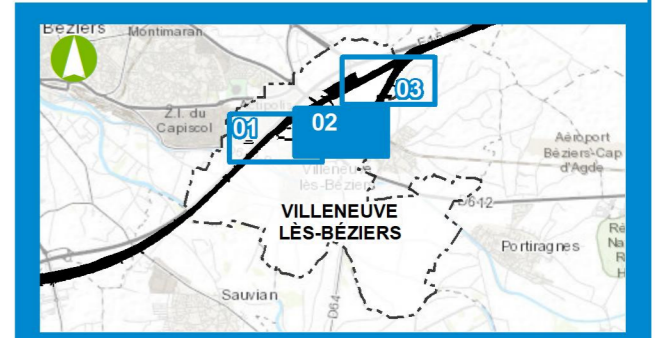 Béziers
Montimaran
Z.I. du
Capiscol
01
02
03
Villeneuve
lès-Béziers
VILLENEUVE
LÈS-BÉZIERS
Aéroport
Béziers-Cap
d'Agde
D612
Portiragnes
Sauvian
D64